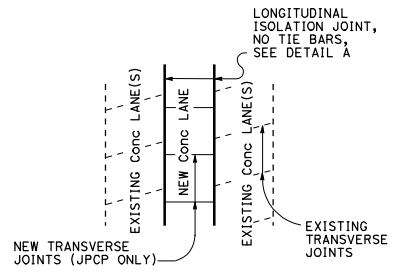 LONGITUDINAL
ISOLATION JOINT,
NO TIE BARS,
SEE DETAIL A
EXISTING Conc LANE(S)
NEW Conc LANE
EXISTING Conc LANE(S)
NEW TRANSVERSE
JOINTS (JPCP ONLY)
EXISTING
TRANSVERSE
JOINTS